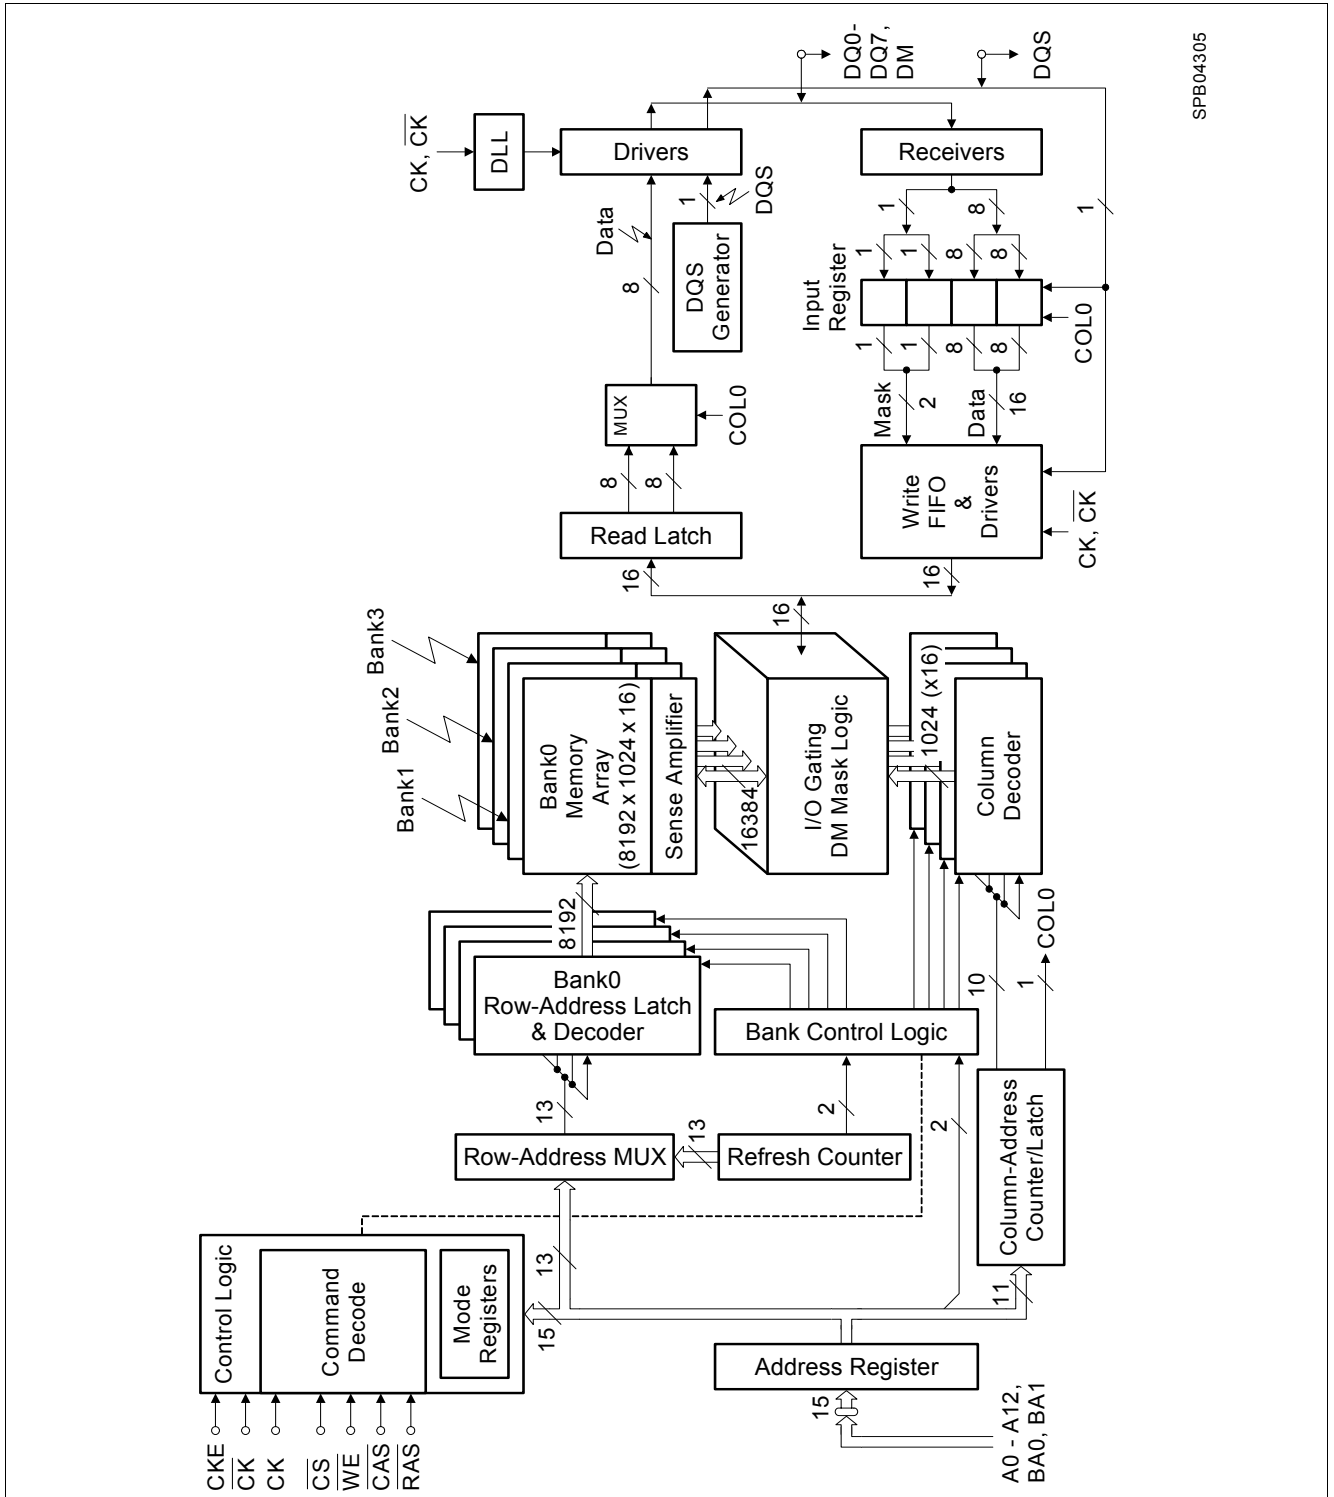 CKE
CK
CK
CS
WE
CAS
RAS
Control Logic
Command
Decode
Mode
Registers
15
13
A0 - A12,
BA0, BA1
15
Address Register
11
2
Row-Address MUX
13
Refresh Counter
2
13
Column-Address
Counter/Latch
Bank Control Logic
10
1
COL0
Bank0
Row-Address Latch
& Decoder
8192
Bank1
Bank2
Bank3
Bank0
Memory
Array
(8192 x 1024 x 16)
Sense Amplifier
16384
I/O Gating
DM Mask Logic
1024 (x16)
Column
Decoder
16
16
16
Read Latch
8
8
MUX
COL0
8
Data
DQS
Generator
1
DQS
CK, CK
DLL
Drivers
Write
FIFO
&
Drivers
CK, CK
Mask
2
Data
16
1
1
8
8
Input
Register
COL0
1
1
8
8
1
8
1
Receivers
DQ0-
DQ7,
DM
DQS
SPB04305